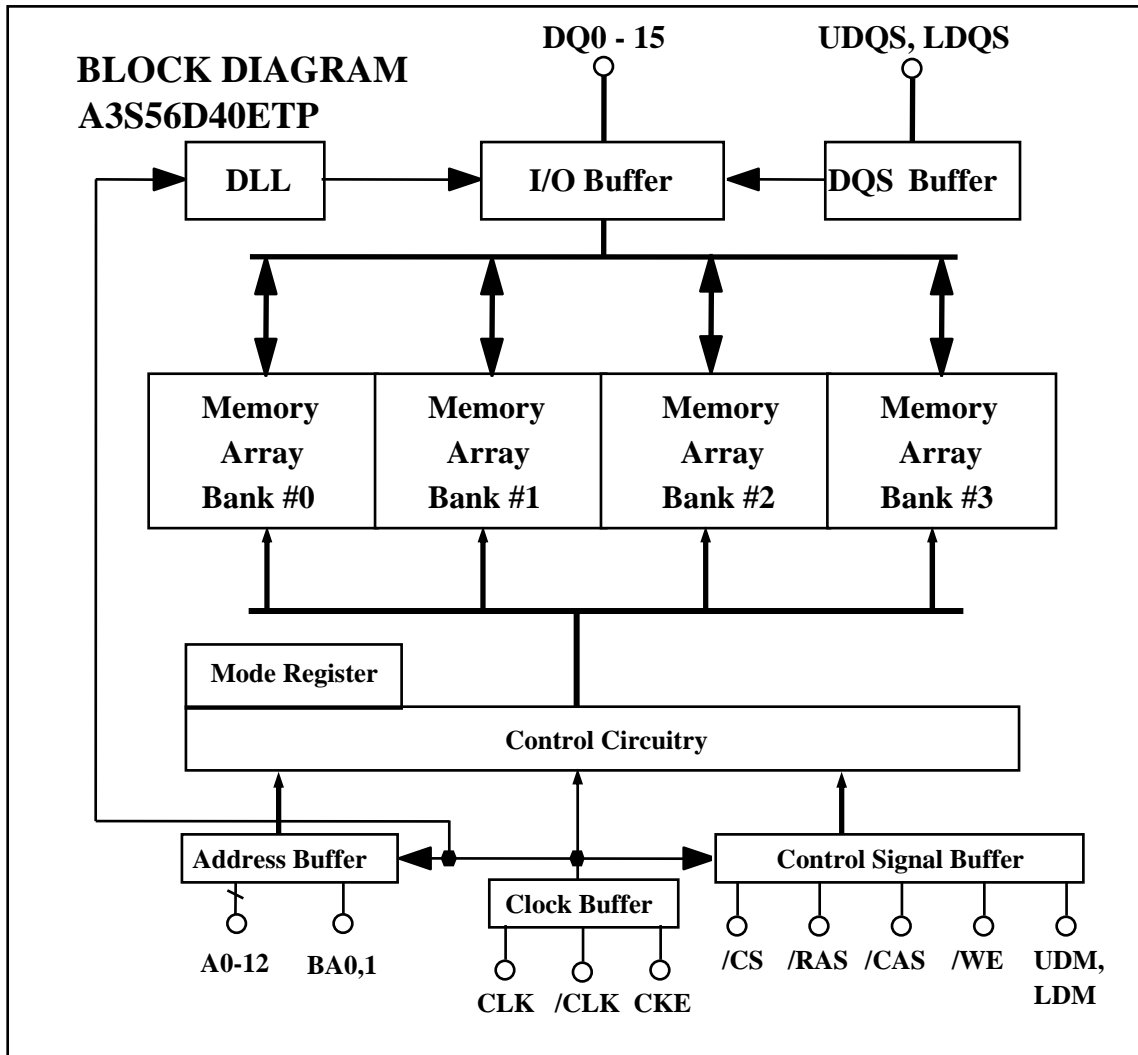 DQ0 - 15
UDQS, LDQS
BLOCK DIAGRAM
A3S56D40ETP
DLL
I/O Buffer
DQS Buffer
Memory
Array
Bank #0
Memory
Array
Bank #1
Memory
Array
Bank #2
Memory
Array
Bank #3
Mode Register
Control Circuitry
Address Buffer
Clock Buffer
Control Signal Buffer
A0-12
BA0,1
CLK
/CLK
CKE
/CS
/RAS
/CAS
/WE
UDM,
LDM